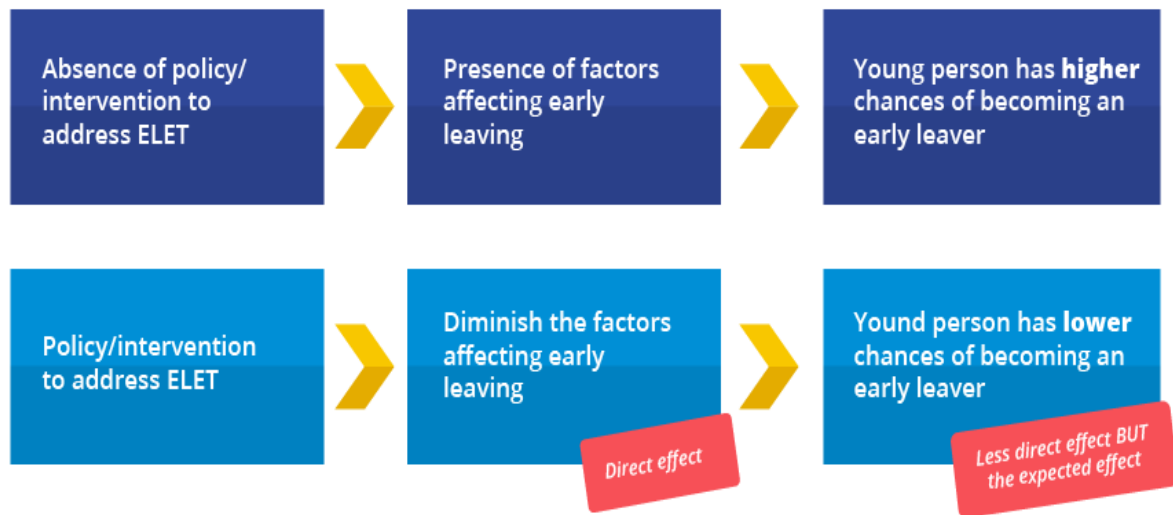 Absence of policy/
intervention to
address ELET
Presence of factors
affecting early
leaving
Young person has higher
chances of becoming an
early leaver
Policy/intervention
to address ELET
Diminish the factors
affecting early
leaving
Direct effect
Yound person has lower
chances of becoming an
early leaver
Less direct effect BUT
the expected effect